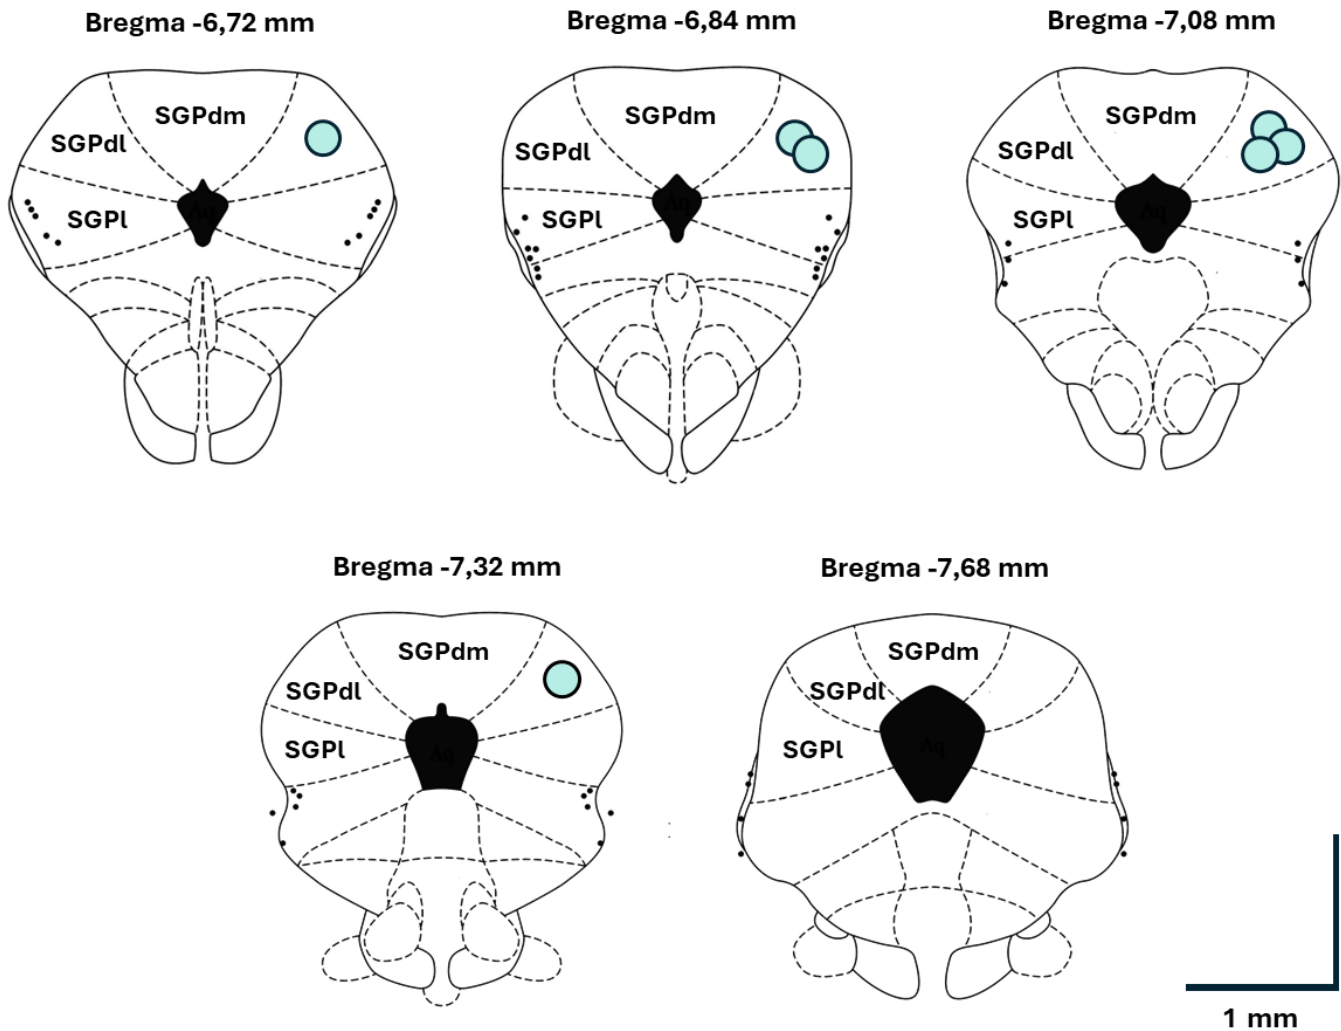 Bregma -6,72 mm
Bregma -6,84 mm
Bregma -7,08 mm
SGPdm
SGPdl
SGPl
Aq
SGPdm
SGPdl
SGPl
Aq
SGPdm
SGPdl
SGPl
Aq
Bregma -7,32 mm
Bregma -7,68 mm
SGPdm
SGPdl
SGPl
Aq
SGPdm
SGPdl
SGPl
Aq
1 mm